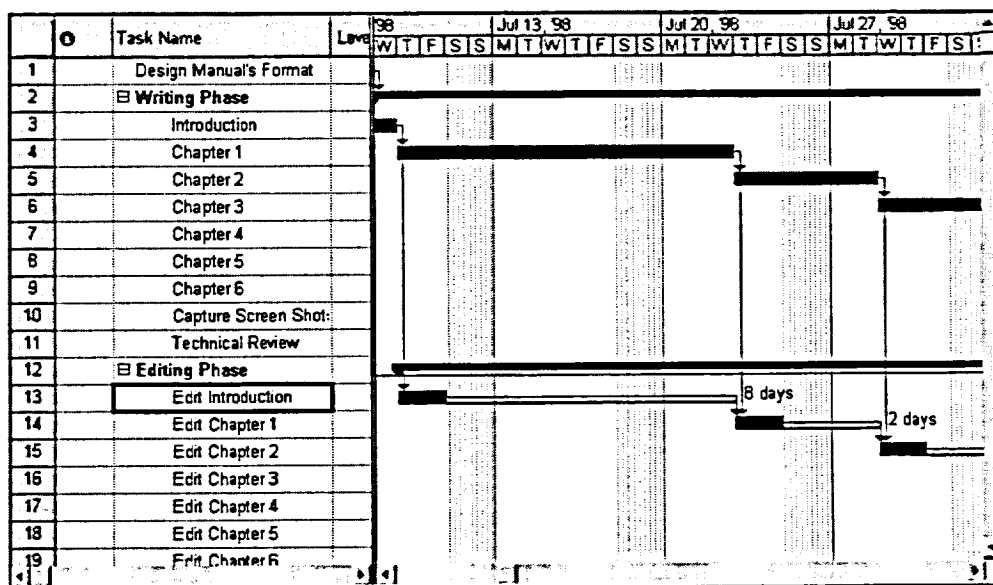 '98 Jul 13, '98 Jul 20, '98 Jul 27, '98
Task Name Leve W T F S S M T W T F S S M T W T F S S M T W T F S
1 Design Manual's Format
2 Writing Phase
3 Introduction
4 Chapter 1
5 Chapter 2
6 Chapter 3
7 Chapter 4
8 Chapter 5
9 Chapter 6
10 Capture Screen Shot
11 Technical Review
12 Editing Phase
13 Edit Introduction 8 days
14 Edit Chapter 1 2 days
15 Edit Chapter 2
16 Edit Chapter 3
17 Edit Chapter 4
18 Edit Chapter 5
19 Edit Chapter 6